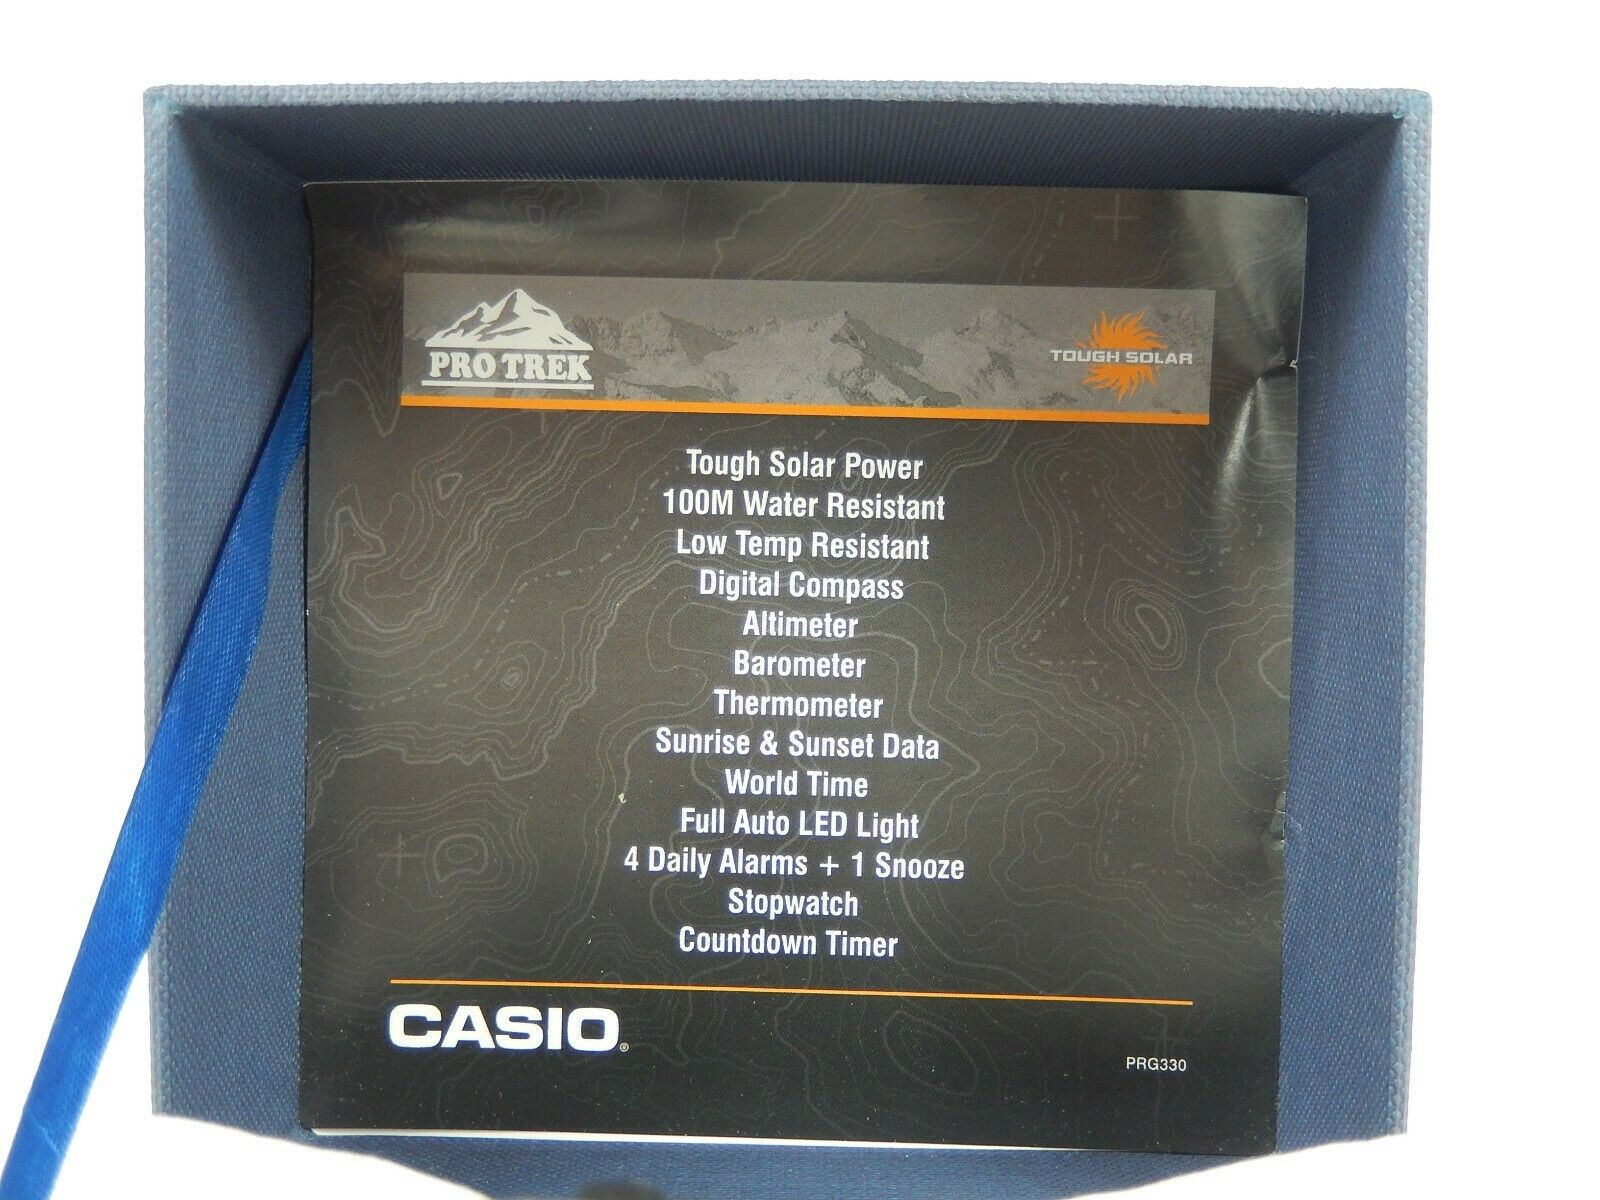 PRO TREK
TOUGH SOLAR
Tough Solar Power
100M Water Resistant
Low Temp Resistant
Digital Compass
Altimeter
Barometer
Thermometer
Sunrise & Sunset Data
World Time
Full Auto LED Light
4 Daily Alarms + 1 Snooze
Stopwatch
Countdown Timer
CASIO®
PRG330